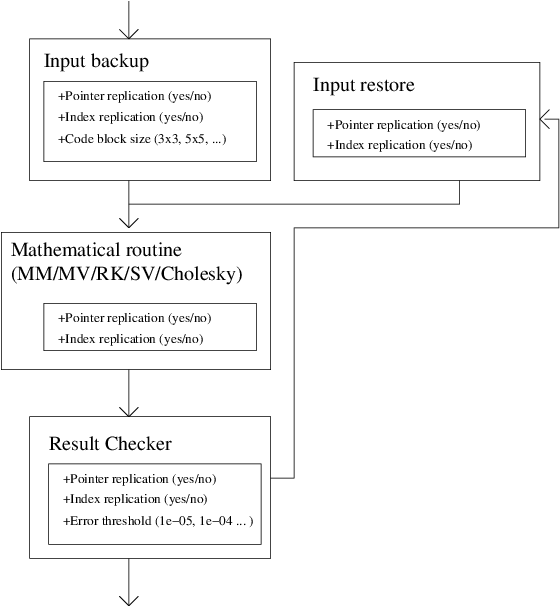 Input backup
+Pointer replication (yes/no)
+Index replication (yes/no)
+Code block size (3x3, 5x5, ...)
Input restore
+Pointer replication (yes/no)
+Index replication (yes/no)
Mathematical routine
(MM/MV/RK/SV/Cholesky)
+Pointer replication (yes/no)
+Index replication (yes/no)
Result Checker
+Pointer replication (yes/no)
+Index replication (yes/no)
+Error threshold (1e−05, 1e−04 ... )